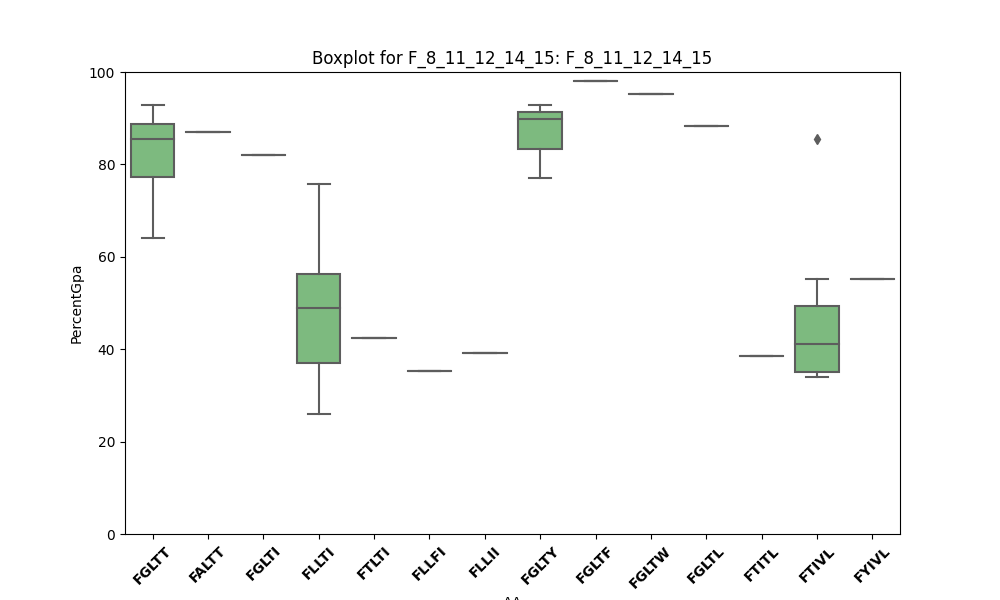 Boxplot for F_8_11_12_14_15: F_8_11_12_14_15
PercentGpa
100
80
60
40
20
0
FGLTT
FALTT
FGLTI
FLLTI
FTLTI
FLLFI
FLLII
FGLTY
FGLTF
FGLTW
FGLTL
FTITL
FTIVL
FYIVL